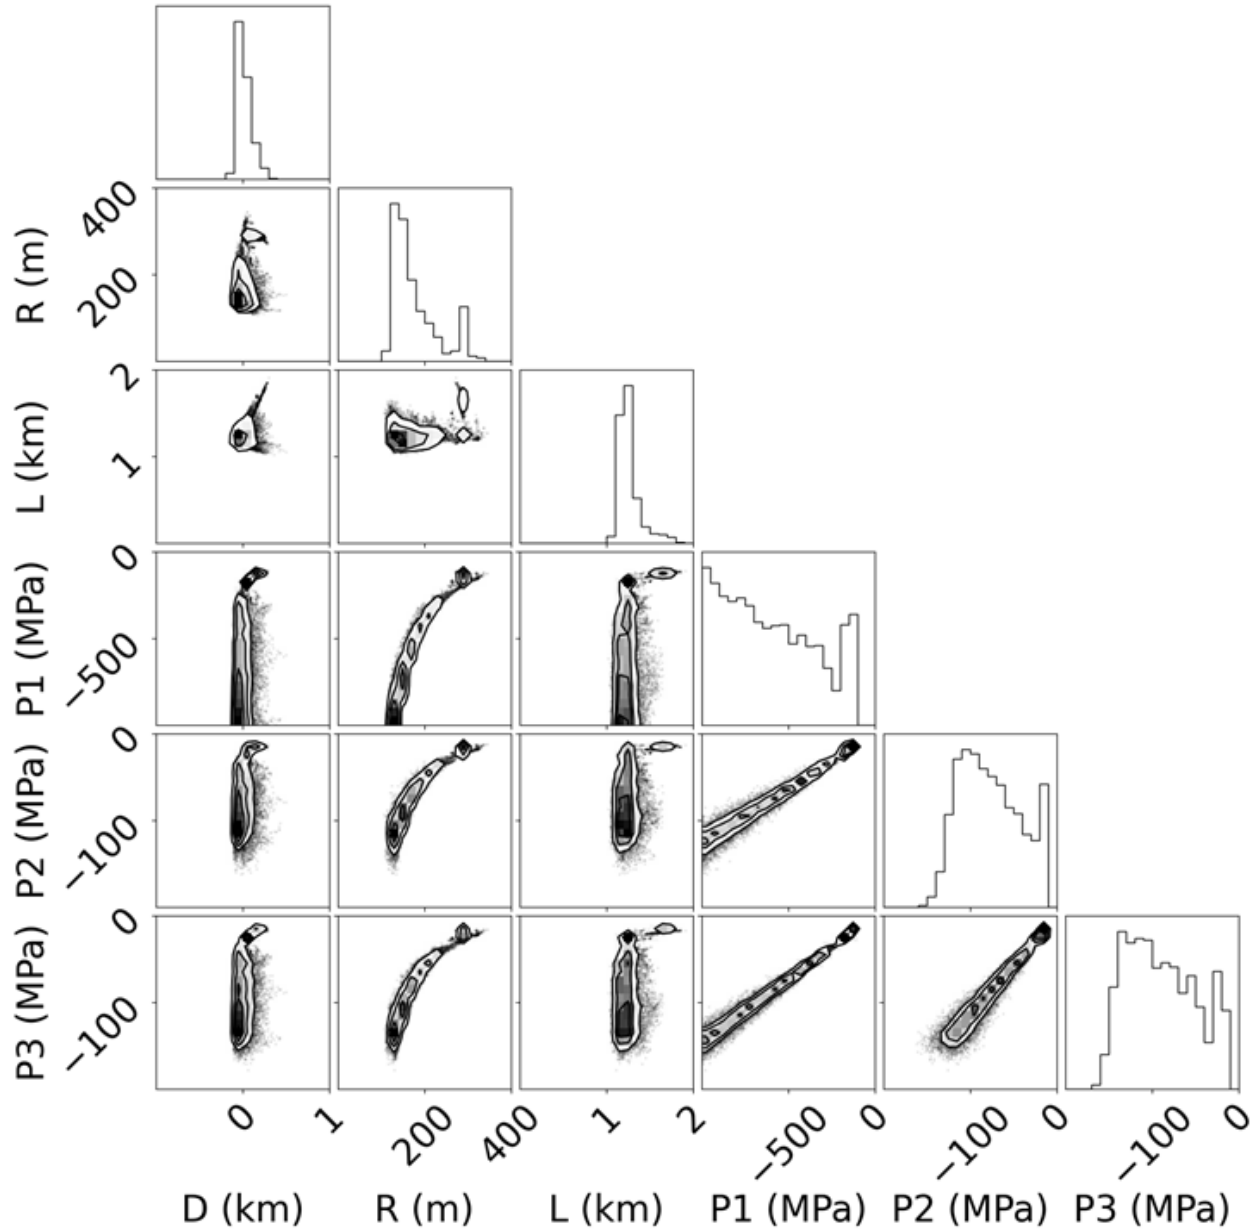 400
200
R (m)
2
1
L (km)
0
−500
P1 (MPa)
0
−100
P2 (MPa)
0
−100
P3 (MPa)
0 1 200 400 1 2 −500 0 −100 0 −100 0
D (km) R (m) L (km) P1 (MPa) P2 (MPa) P3 (MPa)